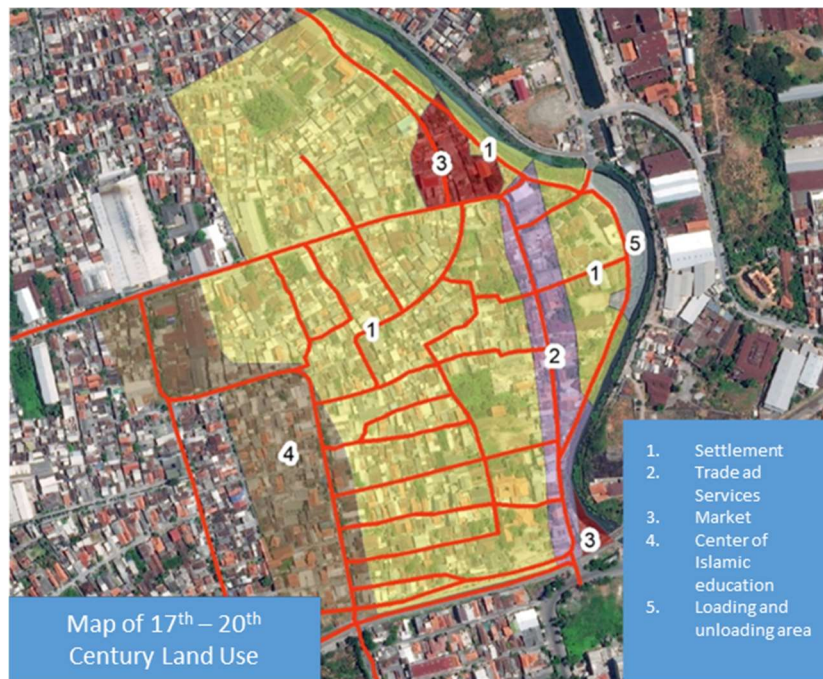 3
1
5
1
1
2
4
3
1. Settlement
2. Trade ad
Services
3. Market
4. Center of
Islamic
education
5. Loading and
unloading area
Map of 17th – 20th
Century Land Use